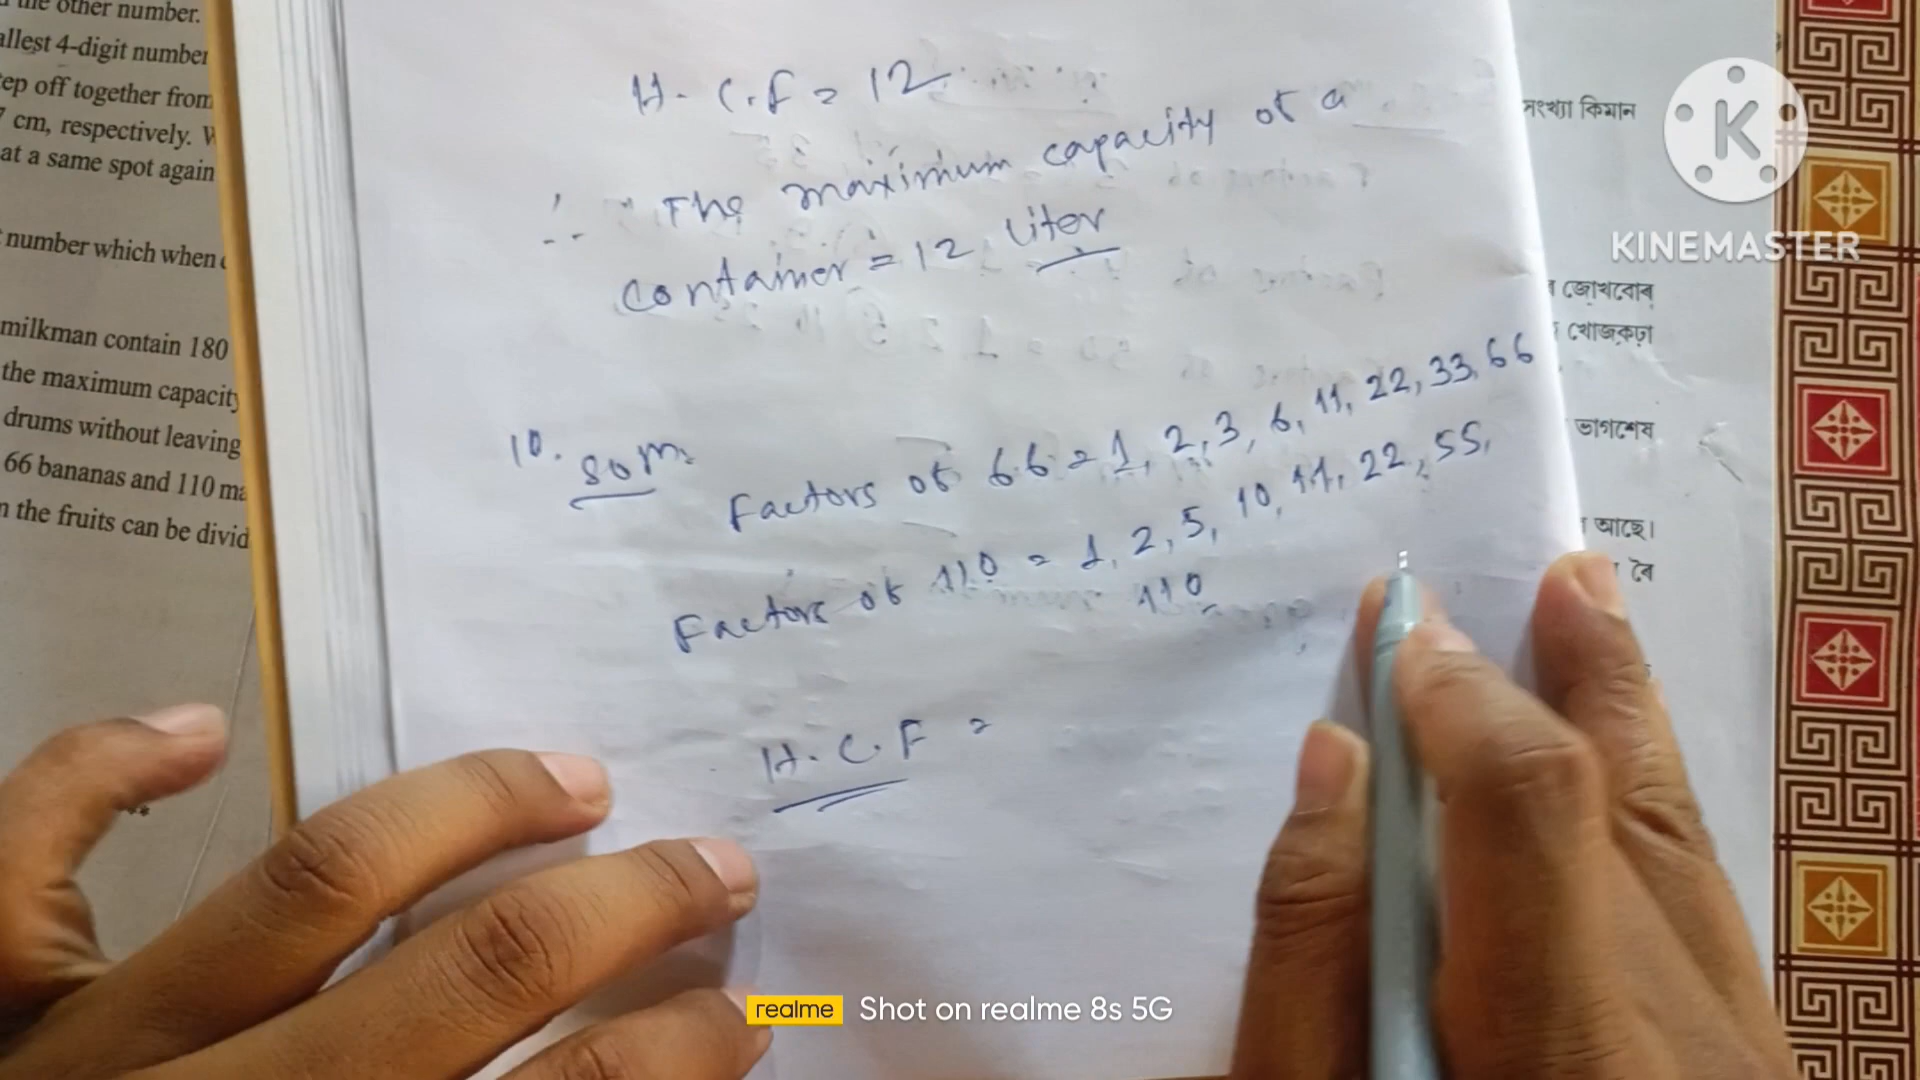 the other number.
allest 4-digit number
ep off together from
7 cm, respectively. W
at a same spot again
number which when
milkman contain 180
the maximum capacity
drums without leaving
66 bananas and 110 ma
n the fruits can be divid
H. C.F = 12
∴ The maximum capacity of a
container = 12 liter
10. Soln.
Factors of 66 = 1, 2, 3, 6, 11, 22, 33, 66
Factors of 110 = 1, 2, 5, 10, 11, 22, 55,
110
H.C.F =
সংখ্যা কিমান
জোখবোৰ
খোজকঢ়া
ভাগশেষ
আছে।
ৰৈ
K
KINEMASTER
realme Shot on realme 8s 5G